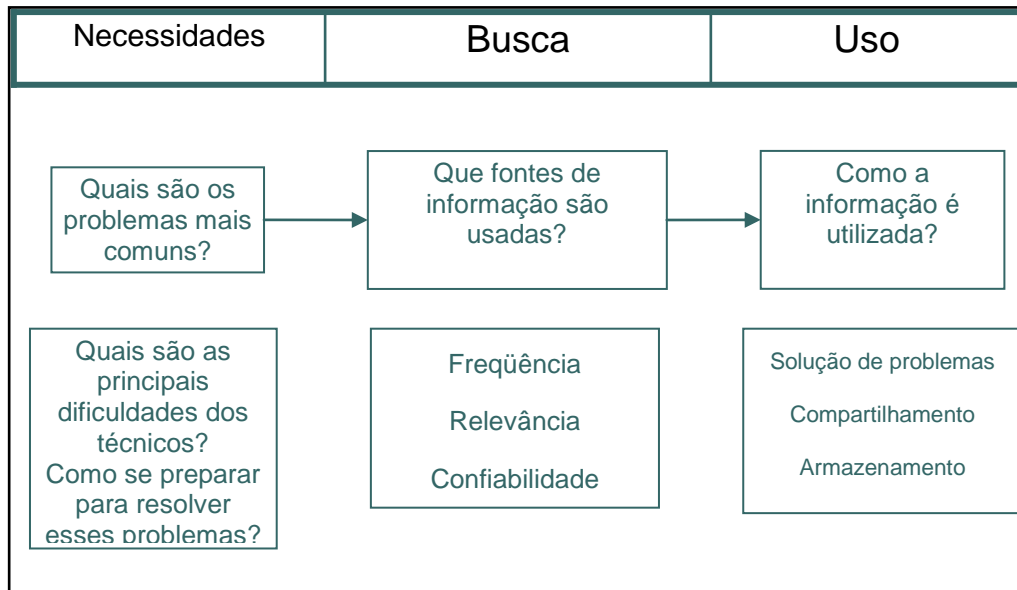 Necessidades
Busca
Uso
Quais são os
problemas mais
comuns?
Que fontes de
informação são
usadas?
Como a
informação é
utilizada?
Quais são as
principais
dificuldades dos
técnicos?
Como se preparar
para resolver
esses problemas?
Freqüência
Relevância
Confiabilidade
Solução de problemas
Compartilhamento
Armazenamento